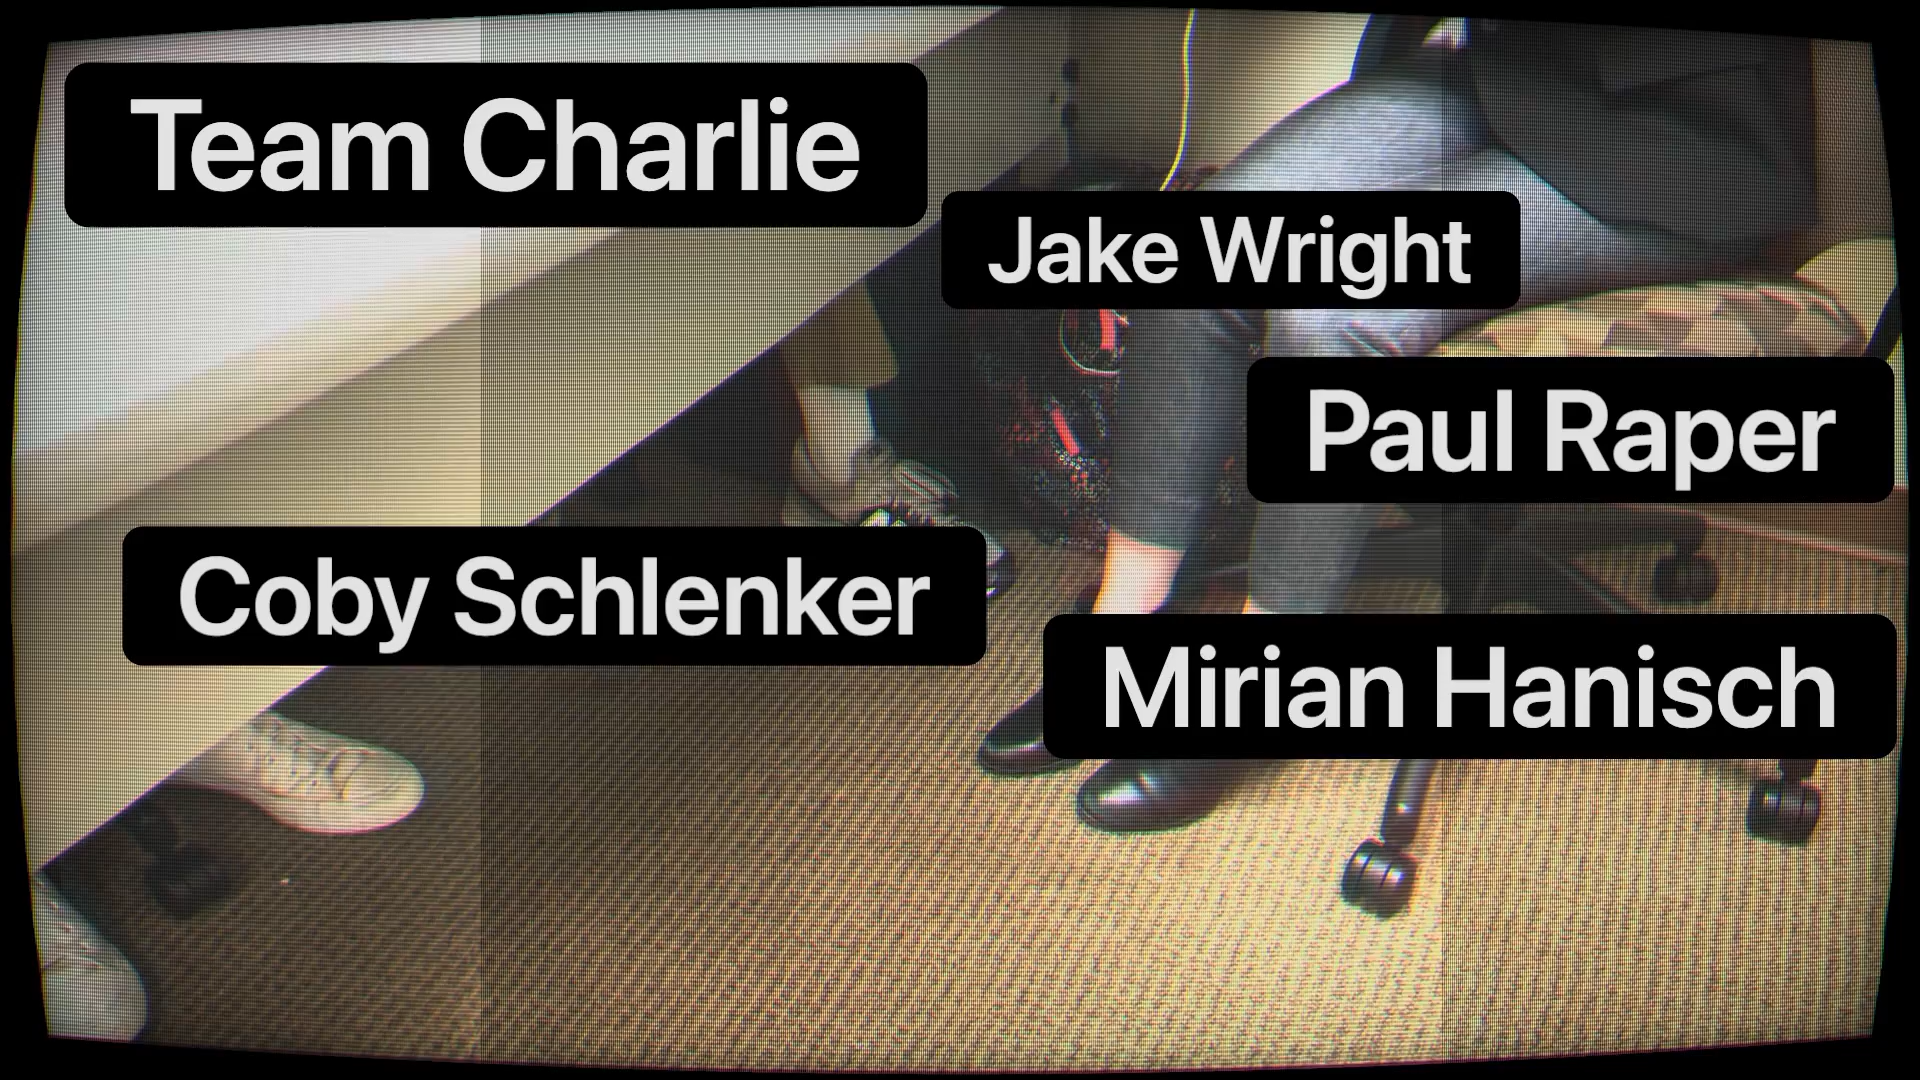 Team Charlie
Jake Wright
Paul Raper
Coby Schlenker
Mirian Hanisch